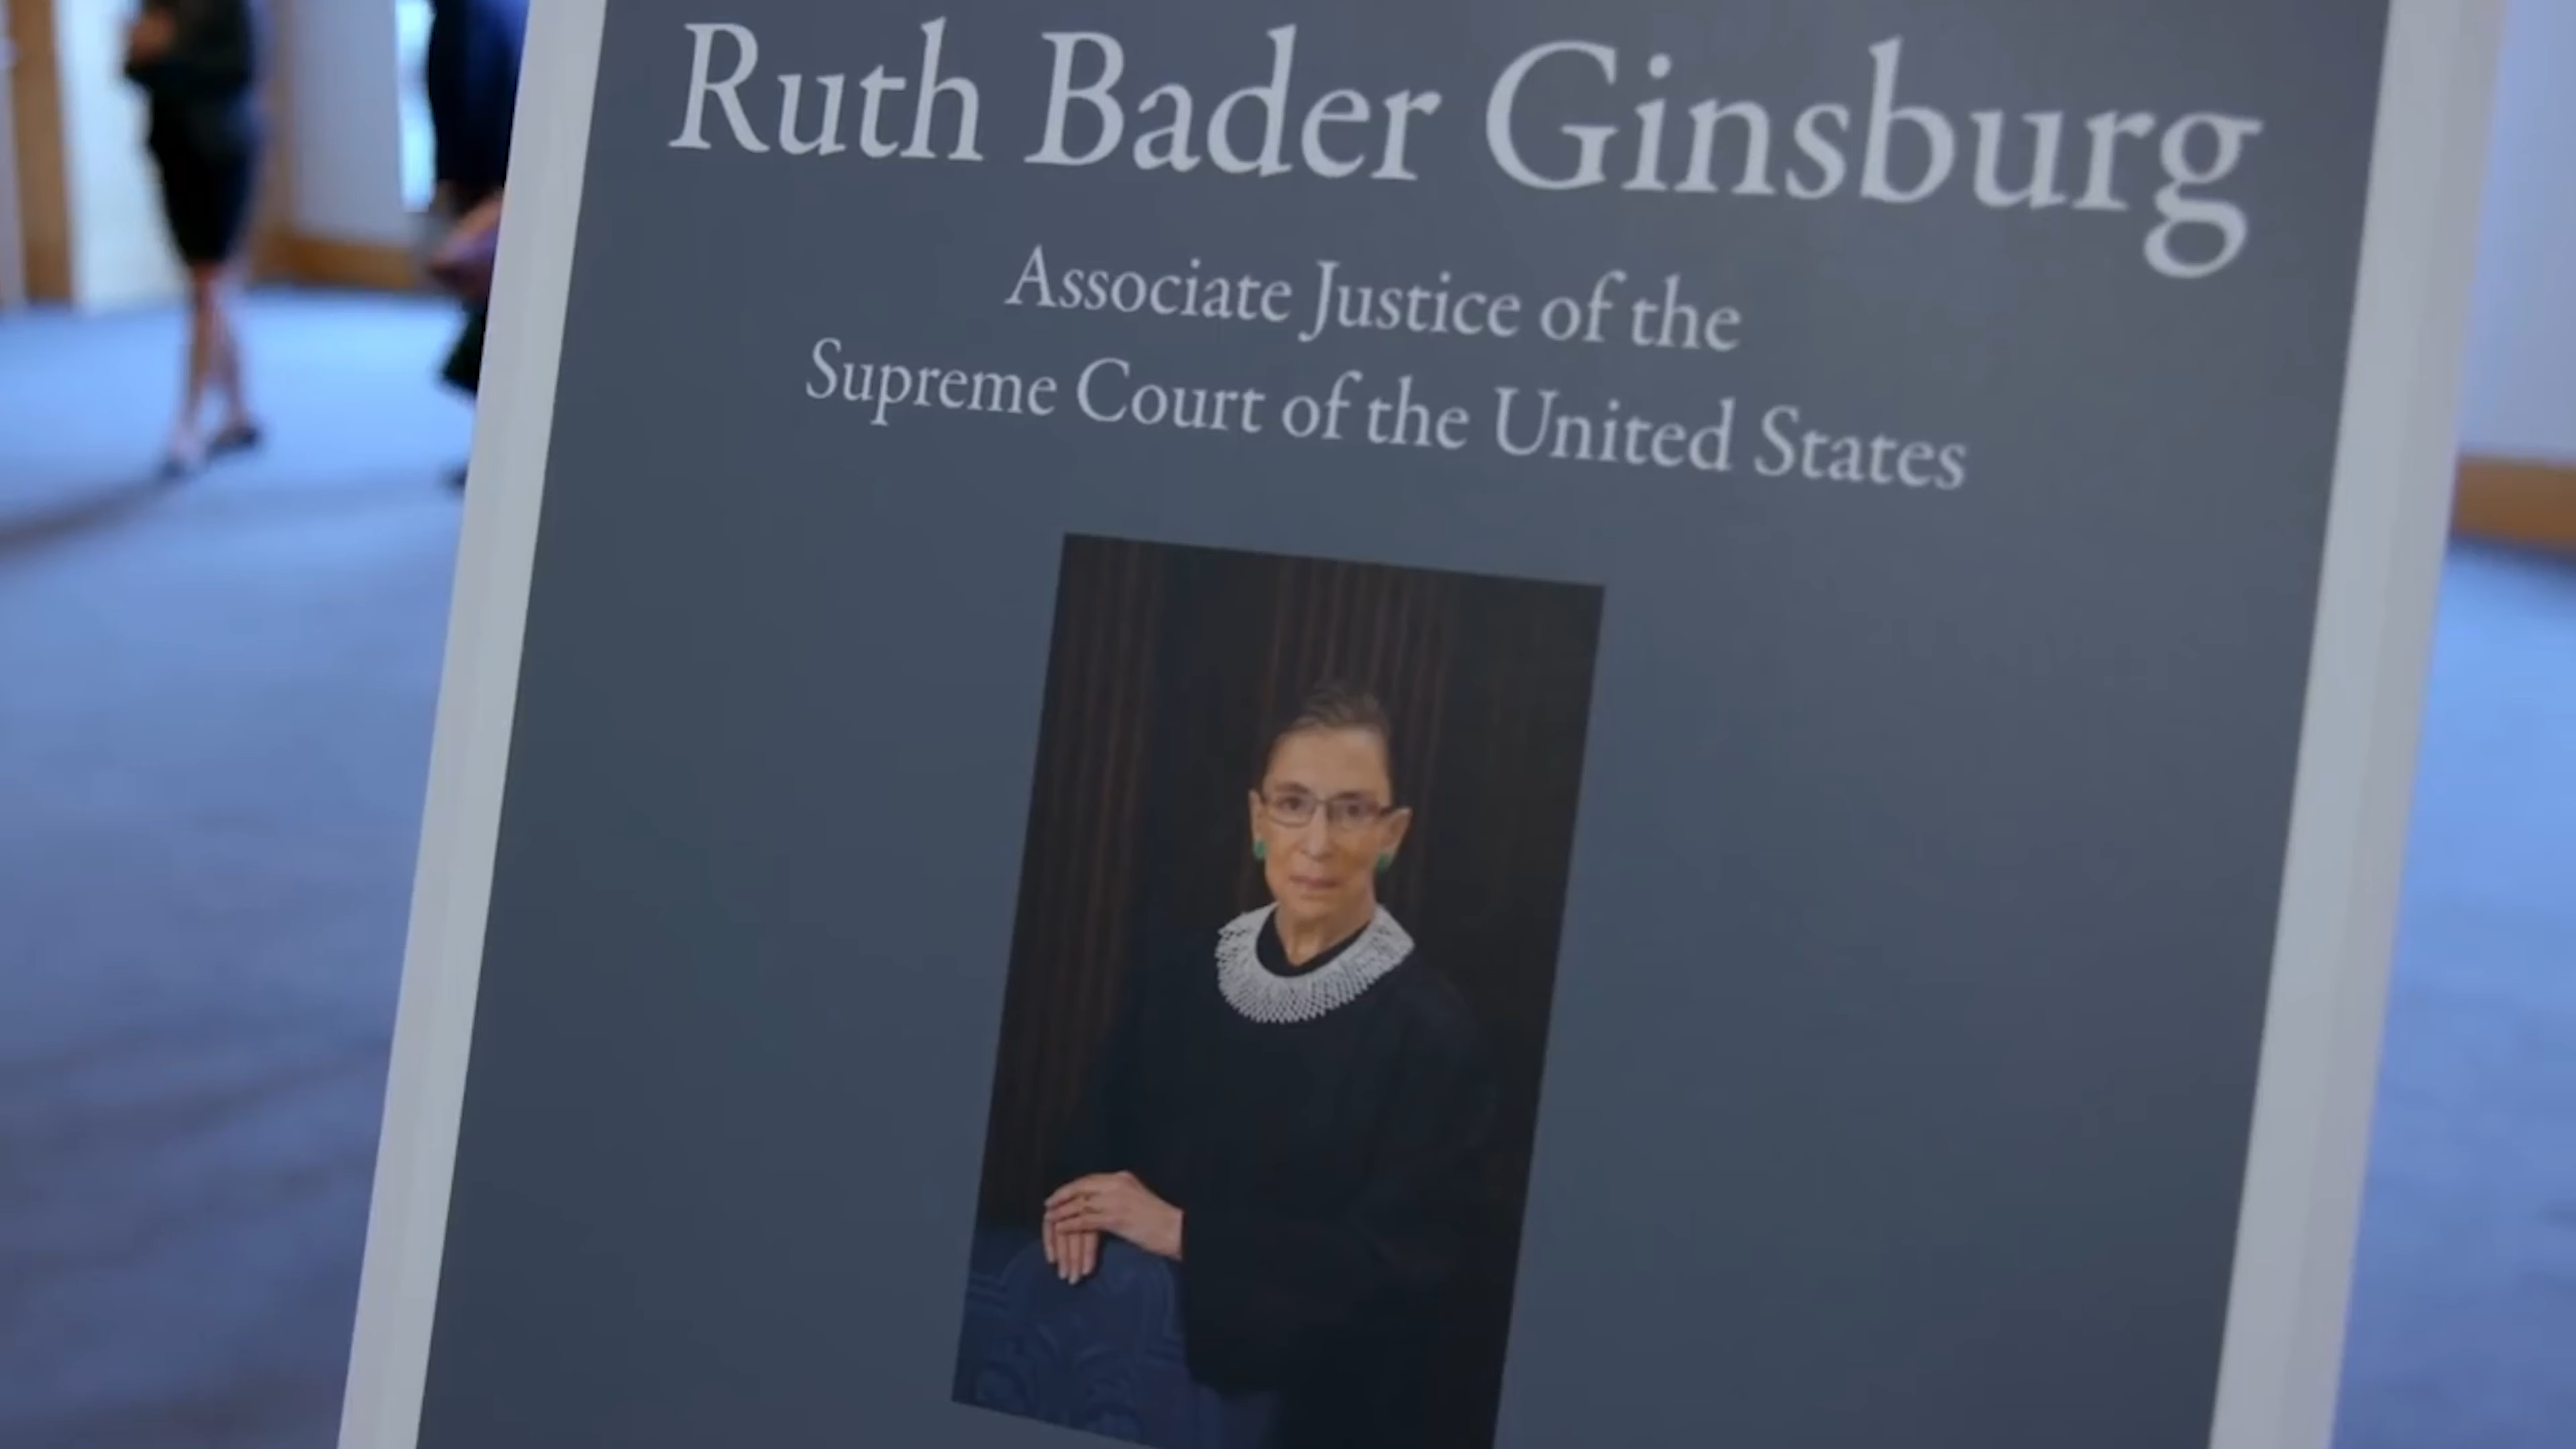 Ruth Bader Ginsburg
Associate Justice of the
Supreme Court of the United States